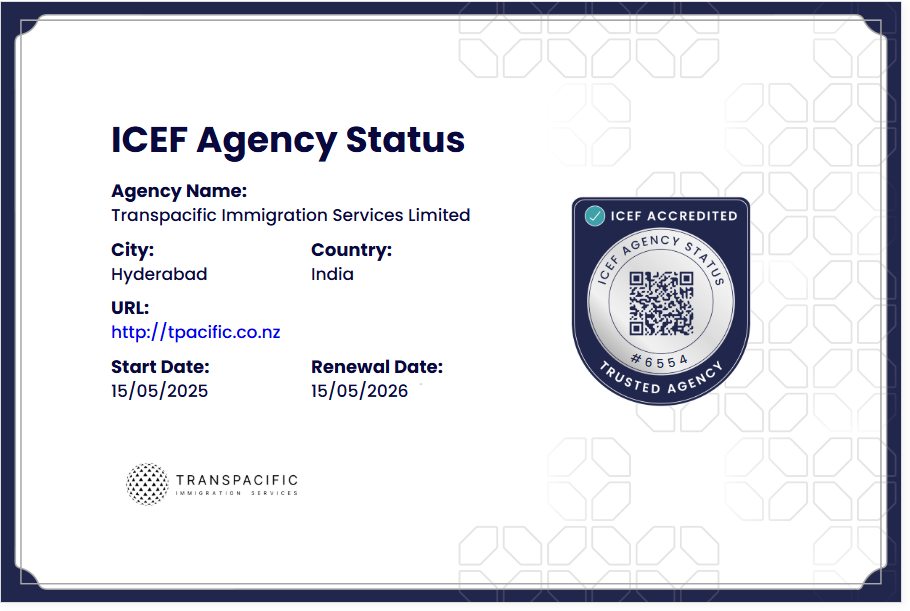 ICEF Agency Status
Agency Name:
Transpacific Immigration Services Limited
City:
Hyderabad
Country:
India
URL:
http://tpacific.co.nz
Start Date:
15/05/2025
Renewal Date:
15/05/2026
ICEF ACCREDITED
ICEF AGENCY STATUS
#6554
TRUSTED AGENCY
TRANSPACIFIC
IMMIGRATION SERVICES